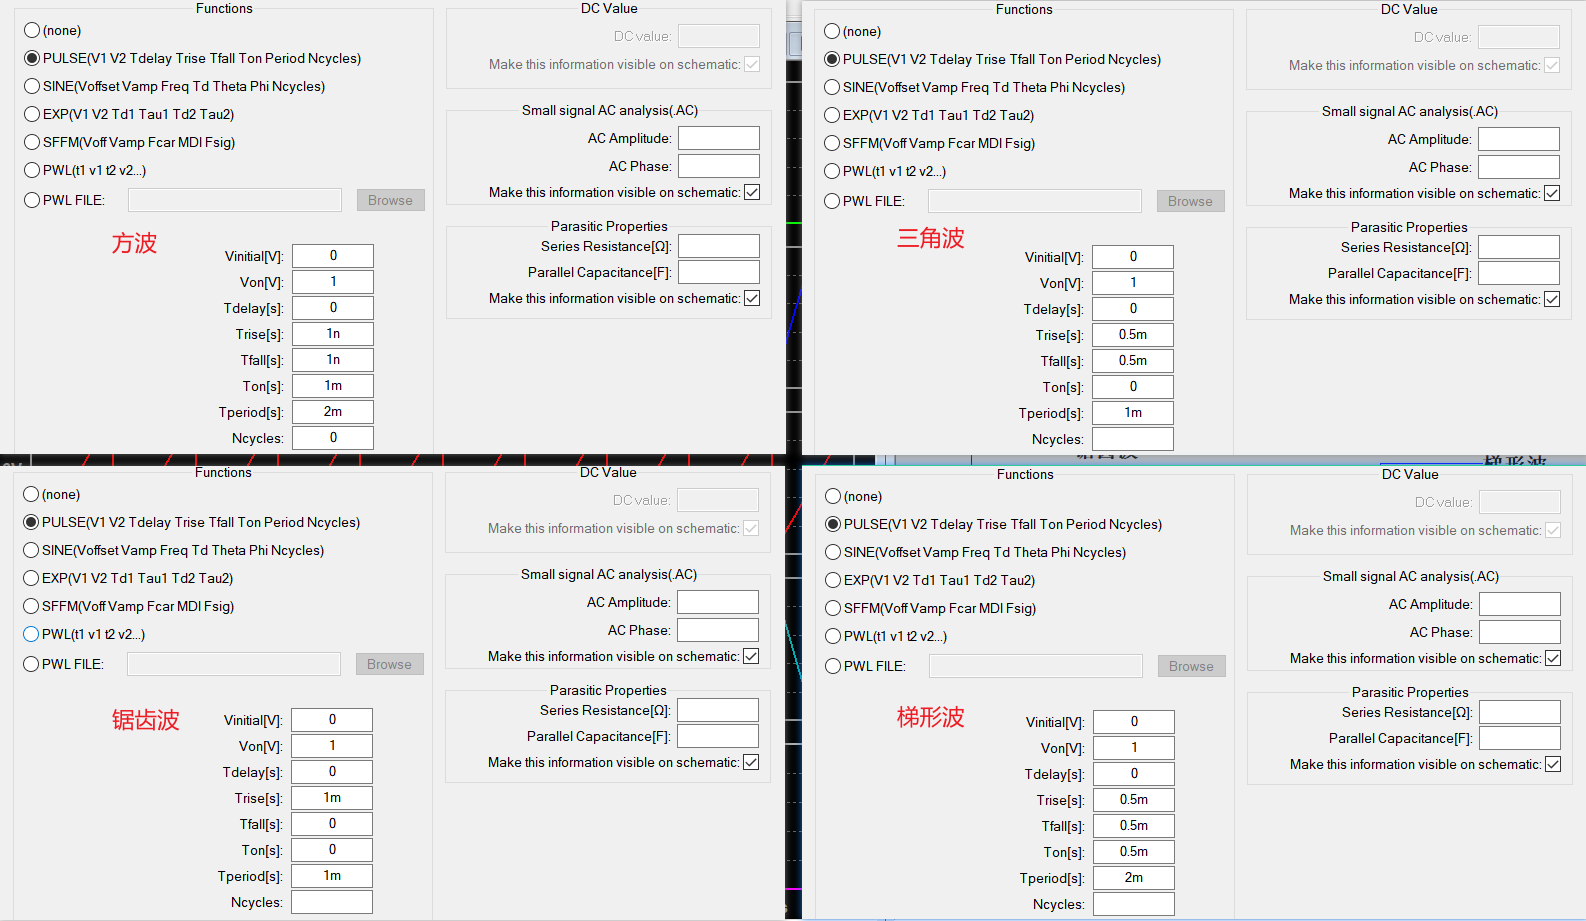 Functions
(none)
PULSE(V1 V2 Tdelay Trise Tfall Ton Period Ncycles)
SINE(Voffset Vamp Freq Td Theta Phi Ncycles)
EXP(V1 V2 Td1 Tau1 Td2 Tau2)
SFFM(Voff Vamp Fcar MDI Fsig)
PWL(t1 v1 t2 v2...)
PWL FILE: Browse
方波
Vinitial[V]: 0
Von[V]: 1
Tdelay[s]: 0
Trise[s]: 1n
Tfall[s]: 1n
Ton[s]: 1m
Tperiod[s]: 2m
Ncycles: 0
DC Value
DC value:
Make this information visible on schematic:
Small signal AC analysis(.AC)
AC Amplitude:
AC Phase:
Make this information visible on schematic:
Parasitic Properties
Series Resistance[Ω]:
Parallel Capacitance[F]:
Make this information visible on schematic:
Functions
(none)
PULSE(V1 V2 Tdelay Trise Tfall Ton Period Ncycles)
SINE(Voffset Vamp Freq Td Theta Phi Ncycles)
EXP(V1 V2 Td1 Tau1 Td2 Tau2)
SFFM(Voff Vamp Fcar MDI Fsig)
PWL(t1 v1 t2 v2...)
PWL FILE: Browse
三角波
Vinitial[V]: 0
Von[V]: 1
Tdelay[s]: 0
Trise[s]: 0.5m
Tfall[s]: 0.5m
Ton[s]: 0
Tperiod[s]: 1m
Ncycles:
DC Value
DC value:
Make this information visible on schematic:
Small signal AC analysis(.AC)
AC Amplitude:
AC Phase:
Make this information visible on schematic:
Parasitic Properties
Series Resistance[Ω]:
Parallel Capacitance[F]:
Make this information visible on schematic:
Functions
(none)
PULSE(V1 V2 Tdelay Trise Tfall Ton Period Ncycles)
SINE(Voffset Vamp Freq Td Theta Phi Ncycles)
EXP(V1 V2 Td1 Tau1 Td2 Tau2)
SFFM(Voff Vamp Fcar MDI Fsig)
PWL(t1 v1 t2 v2...)
PWL FILE: Browse
锯齿波
Vinitial[V]: 0
Von[V]: 1
Tdelay[s]: 0
Trise[s]: 1m
Tfall[s]: 0
Ton[s]: 0
Tperiod[s]: 1m
Ncycles:
DC Value
DC value:
Make this information visible on schematic:
Small signal AC analysis(.AC)
AC Amplitude:
AC Phase:
Make this information visible on schematic:
Parasitic Properties
Series Resistance[Ω]:
Parallel Capacitance[F]:
Make this information visible on schematic:
Functions
(none)
PULSE(V1 V2 Tdelay Trise Tfall Ton Period Ncycles)
SINE(Voffset Vamp Freq Td Theta Phi Ncycles)
EXP(V1 V2 Td1 Tau1 Td2 Tau2)
SFFM(Voff Vamp Fcar MDI Fsig)
PWL(t1 v1 t2 v2...)
PWL FILE: Browse
梯形波
Vinitial[V]: 0
Von[V]: 1
Tdelay[s]: 0
Trise[s]: 0.5m
Tfall[s]: 0.5m
Ton[s]: 0.5m
Tperiod[s]: 2m
Ncycles:
DC Value
DC value:
Make this information visible on schematic:
Small signal AC analysis(.AC)
AC Amplitude:
AC Phase:
Make this information visible on schematic:
Parasitic Properties
Series Resistance[Ω]:
Parallel Capacitance[F]:
Make this information visible on schematic: